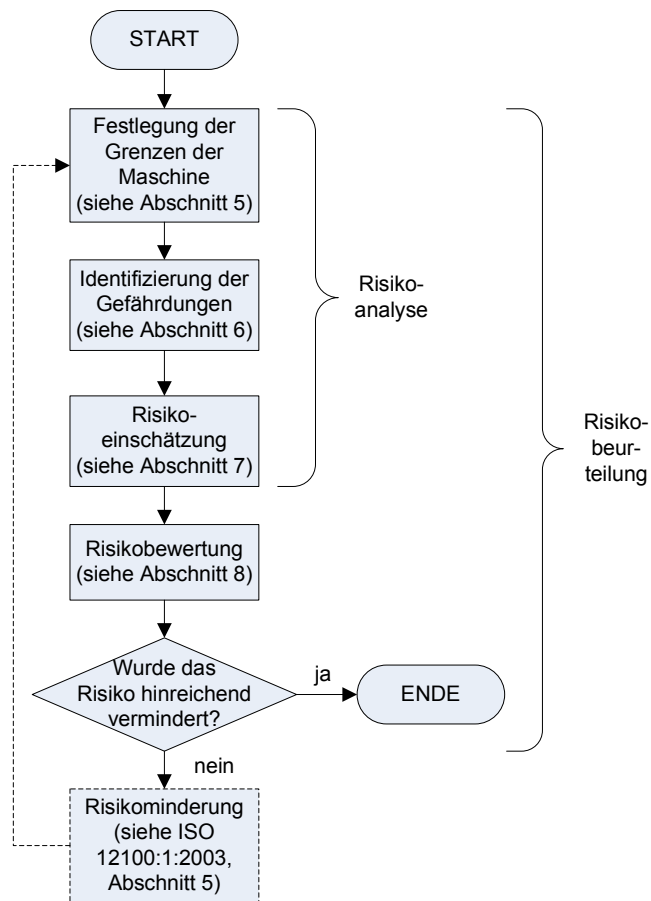 START
Festlegung der
Grenzen der
Maschine
(siehe Abschnitt 5)
Identifizierung der
Gefährdungen
(siehe Abschnitt 6)
Risiko-
analyse
Risiko-
einschätzung
(siehe Abschnitt 7)
Risiko-
beur-
teilung
Risikobewertung
(siehe Abschnitt 8)
Wurde das
Risiko hinreichend
vermindert?
ja
ENDE
nein
Risikominderung
(siehe ISO
12100:1:2003,
Abschnitt 5)